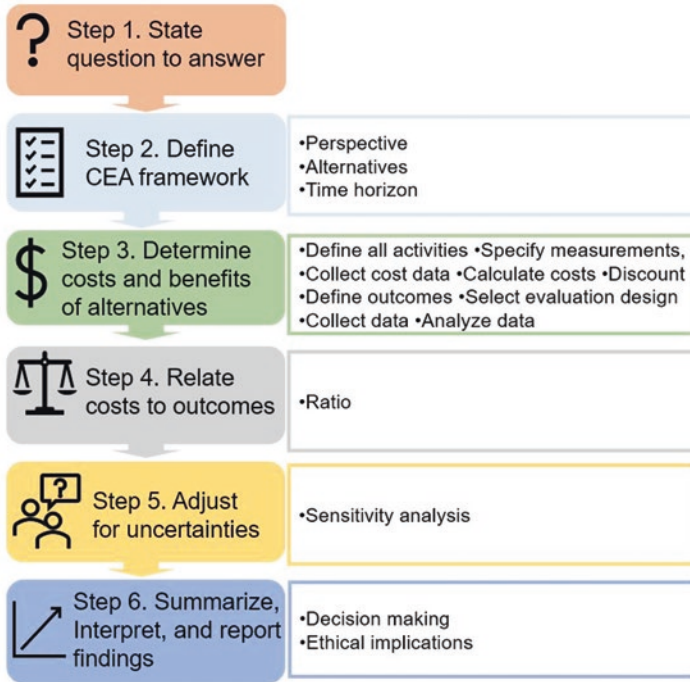 ?
Step 1. State
question to answer
Step 2. Define
CEA framework
•Perspective
•Alternatives
•Time horizon
$
Step 3. Determine
costs and benefits
of alternatives
•Define all activities •Specify measurements,
•Collect cost data •Calculate costs •Discount
•Define outcomes •Select evaluation design
•Collect data •Analyze data
Step 4. Relate
costs to outcomes
•Ratio
?
Step 5. Adjust
for uncertainties
•Sensitivity analysis
Step 6. Summarize,
Interpret, and report
findings
•Decision making
•Ethical implications